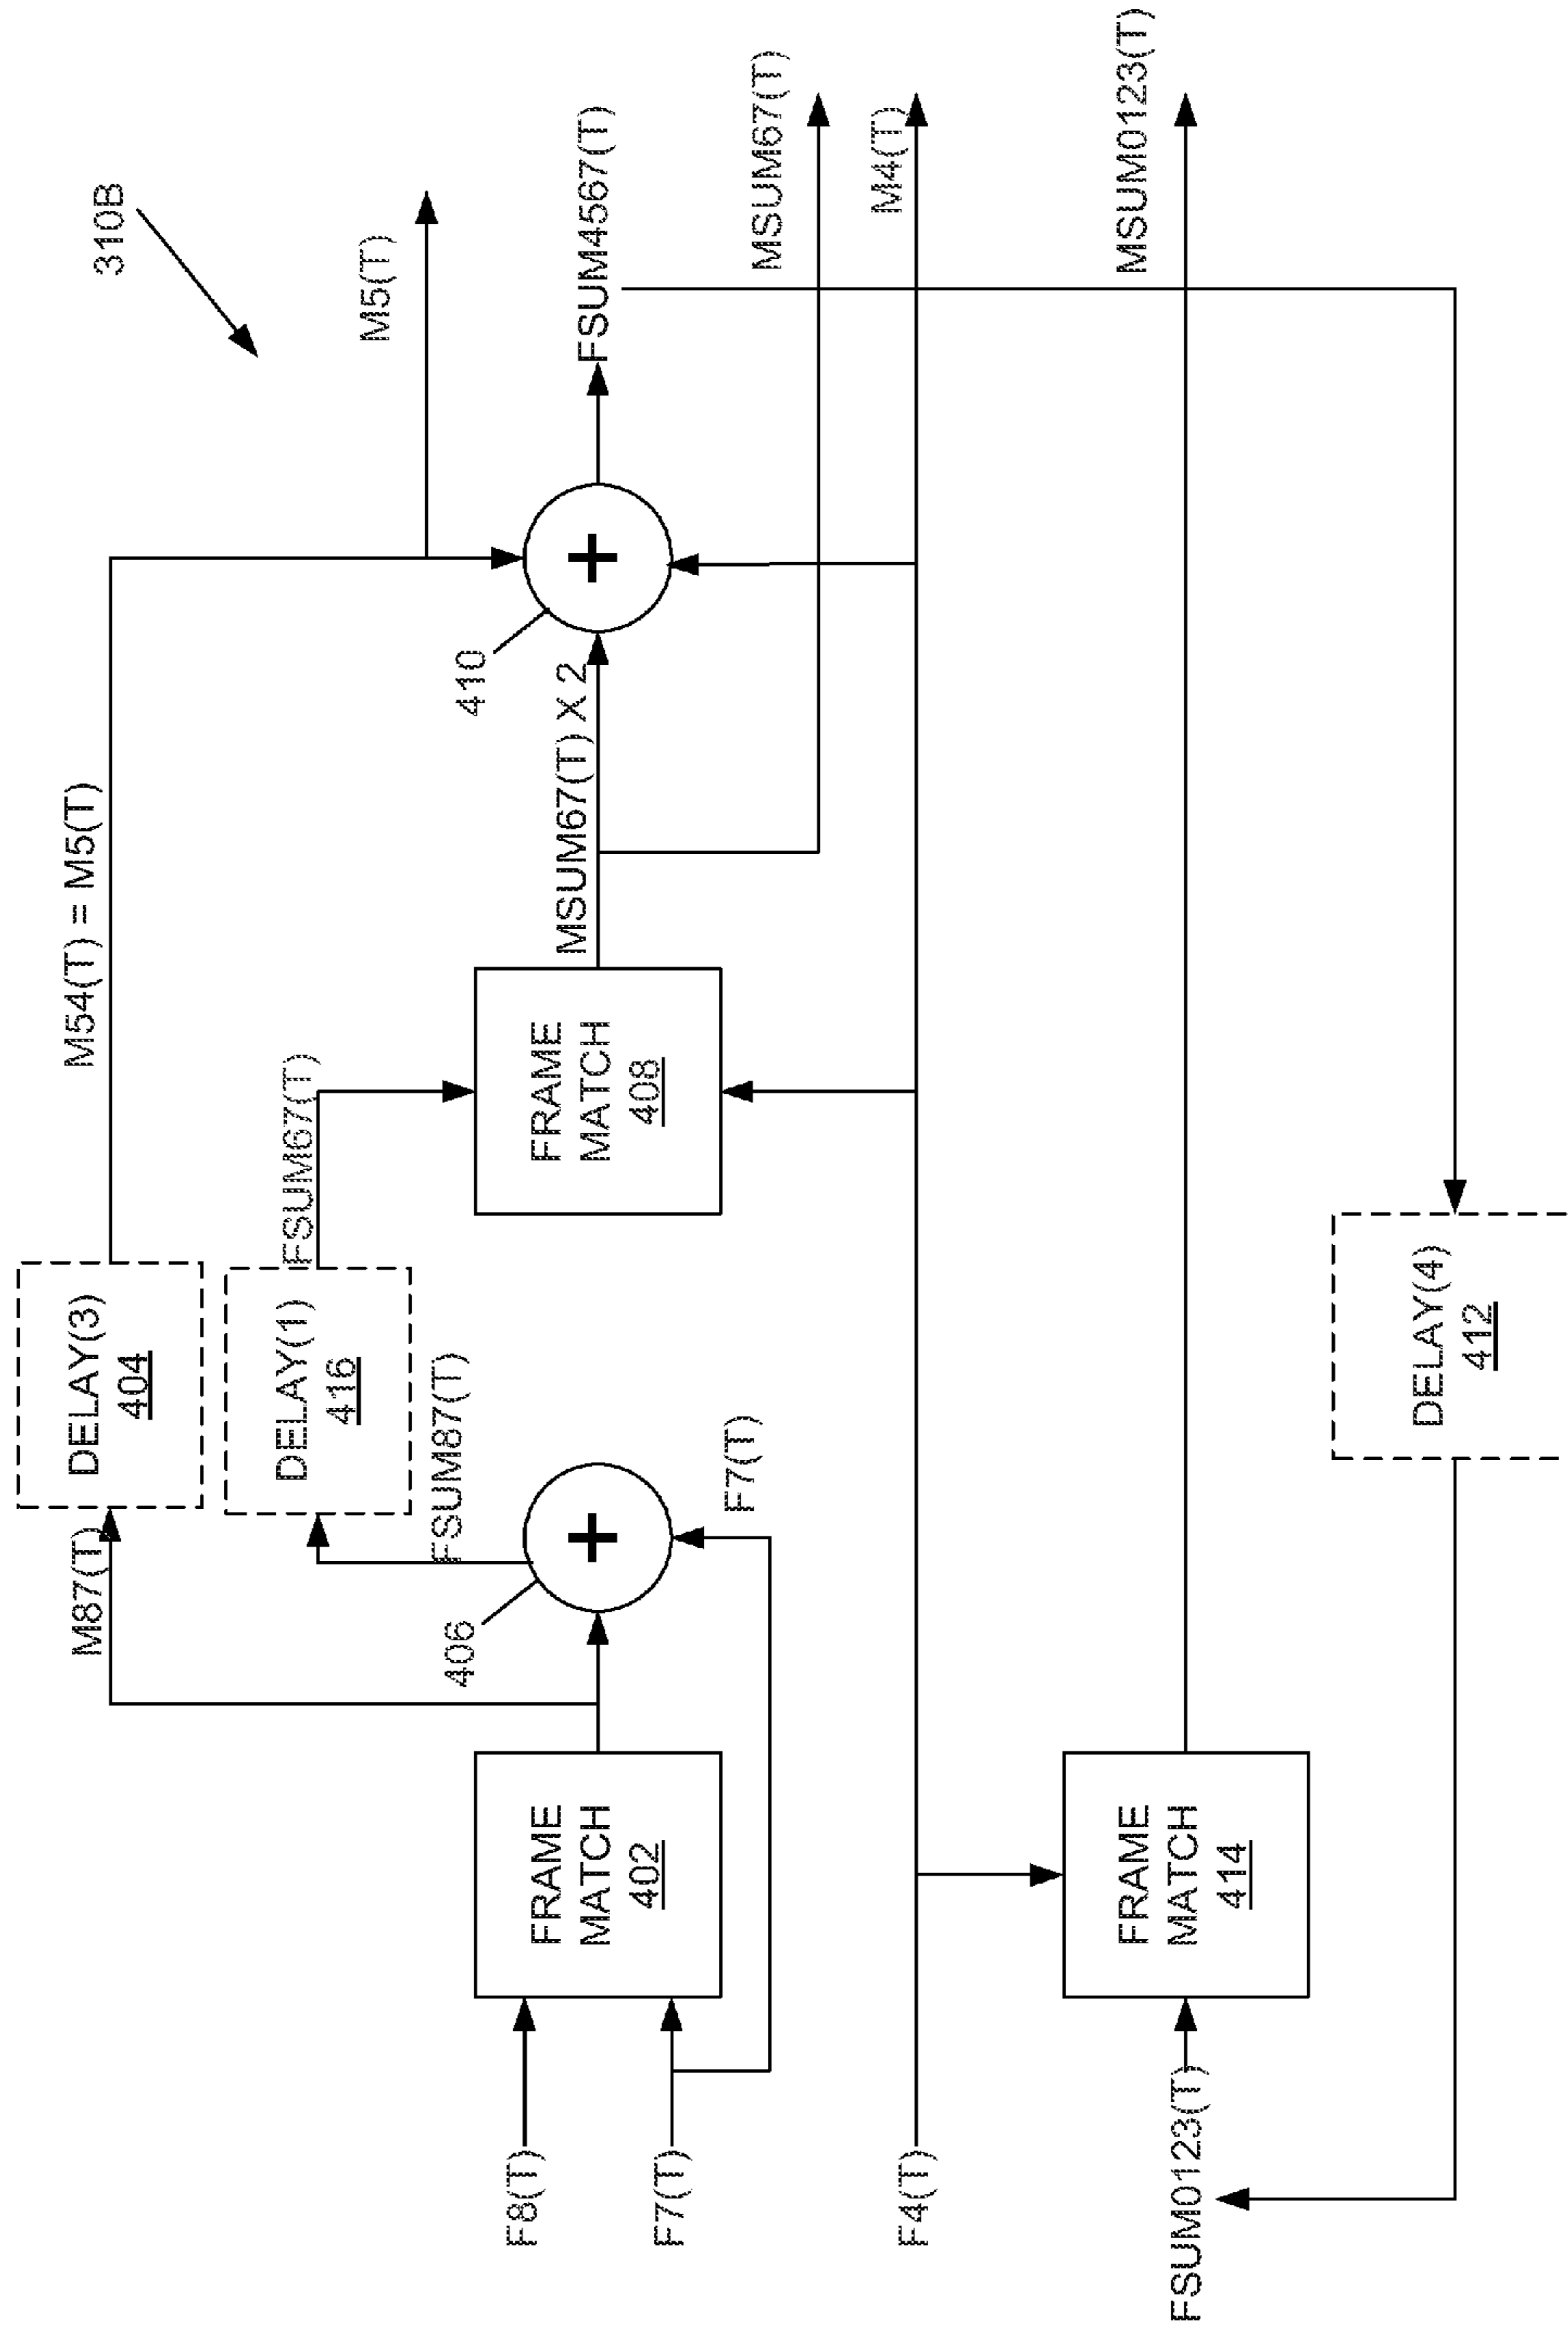 310B
M87(T)
DELAY(3)
404
M54(T) = M5(T)
M5(T)
DELAY(1)
416
FSUM67(T)
FSUM87(T)
F8(T)
F7(T)
FRAME
MATCH
402
406
+
F7(T)
FRAME
MATCH
408
MSUM67(T) X 2
410
+
FSUM4567(T)
MSUM67(T)
F4(T)
M4(T)
FSUM0123(T)
FRAME
MATCH
414
MSUM0123(T)
DELAY(4)
412